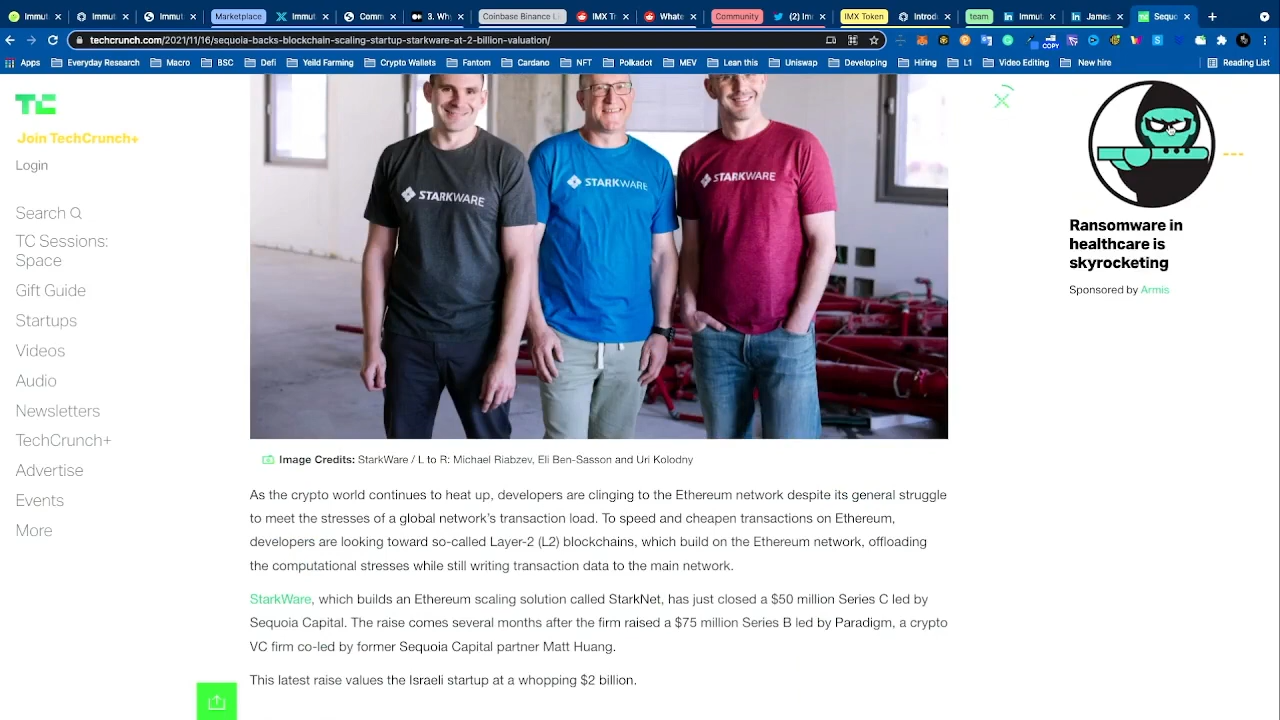 Immut
Immut
Immut
Marketplace
Immut
Comm
3. Why
Coinbase Binance L
IMX Tr
Whate
Community
(2) Im
IMX Token
Introd
team
Immut
James
Sequo
techcrunch.com/2021/11/16/sequoia-backs-blockchain-scaling-startup-starkware-at-2-billion-valuation/
COPY
Apps
Everyday Research
Macro
BSC
Defi
Yeild Farming
Crypto Wallets
Fantom
Cardano
NFT
Polkadot
MEV
Lean this
Uniswap
Developing
Hiring
L1
Video Editing
New hire
Reading List
TC
Join TechCrunch+
Login
Search
TC Sessions:
Space
Gift Guide
Startups
Videos
Audio
Newsletters
TechCrunch+
Advertise
Events
More
STARKWARE
STARKWARE
STARKWARE
Image Credits: StarkWare / L to R: Michael Riabzev, Eli Ben-Sasson and Uri Kolodny
As the crypto world continues to heat up, developers are clinging to the Ethereum network despite its general struggle
to meet the stresses of a global network's transaction load. To speed and cheapen transactions on Ethereum,
developers are looking toward so-called Layer-2 (L2) blockchains, which build on the Ethereum network, offloading
the computational stresses while still writing transaction data to the main network.
StarkWare, which builds an Ethereum scaling solution called StarkNet, has just closed a $50 million Series C led by
Sequoia Capital. The raise comes several months after the firm raised a $75 million Series B led by Paradigm, a crypto
VC firm co-led by former Sequoia Capital partner Matt Huang.
This latest raise values the Israeli startup at a whopping $2 billion.
Ransomware in
healthcare is
skyrocketing
Sponsored by Armis